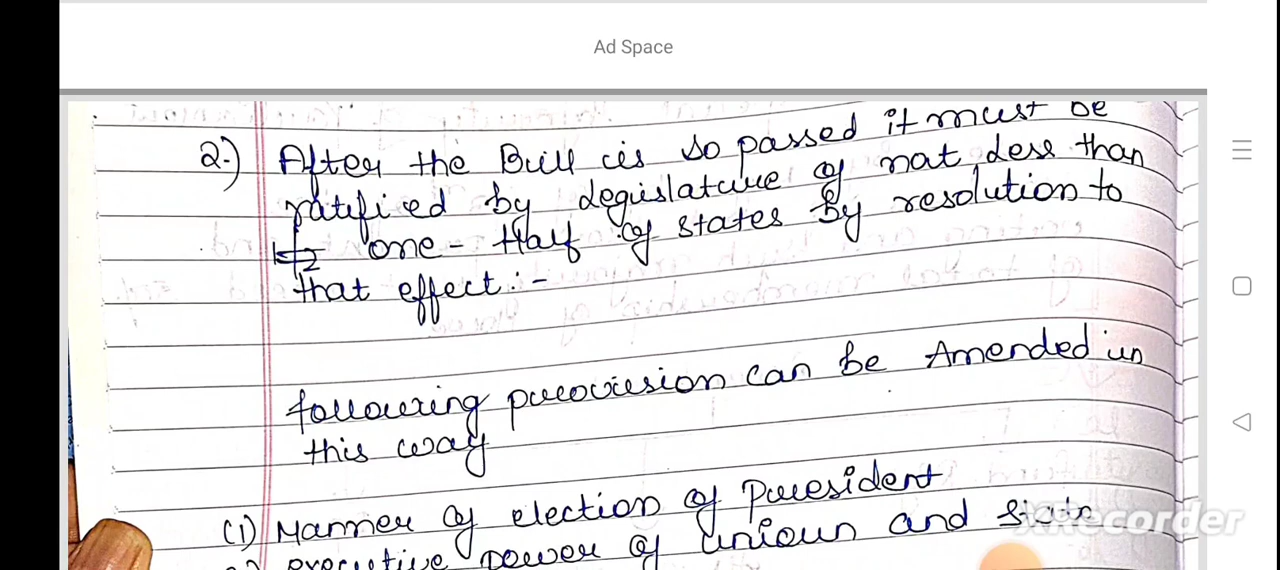 Ad Space
2.) After the Bill is so passed it must be
ratified by legislature of not less than
1/2 one - Half of states by resolution to
that effect :-
following provision can be Amended in
this way
(1) Manner of election of President
executive power of union and State
XRecorder